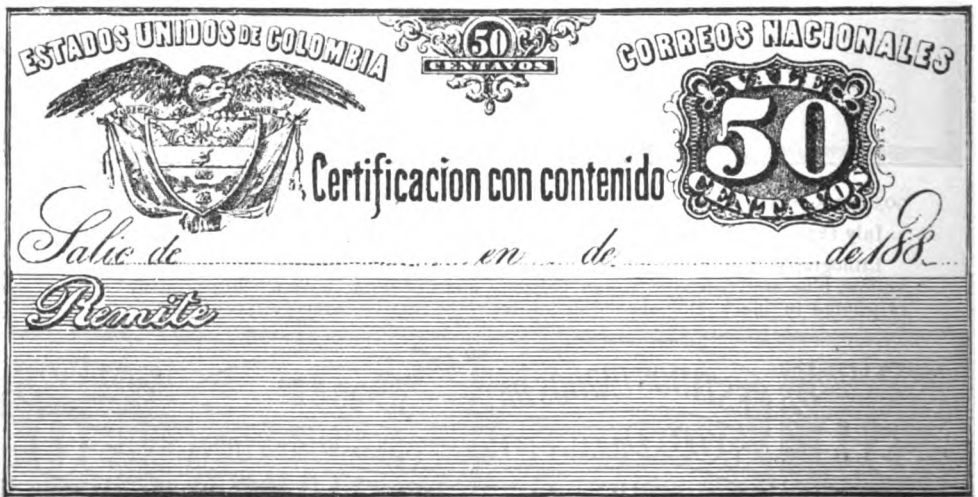 ESTADOS UNIDOS DE COLOMBIA
50
CENTAVOS
CORREOS NACIONALES
VALE
50
CENTAVOS
Certificacion con contenido
Salio de en de de 188
Remite